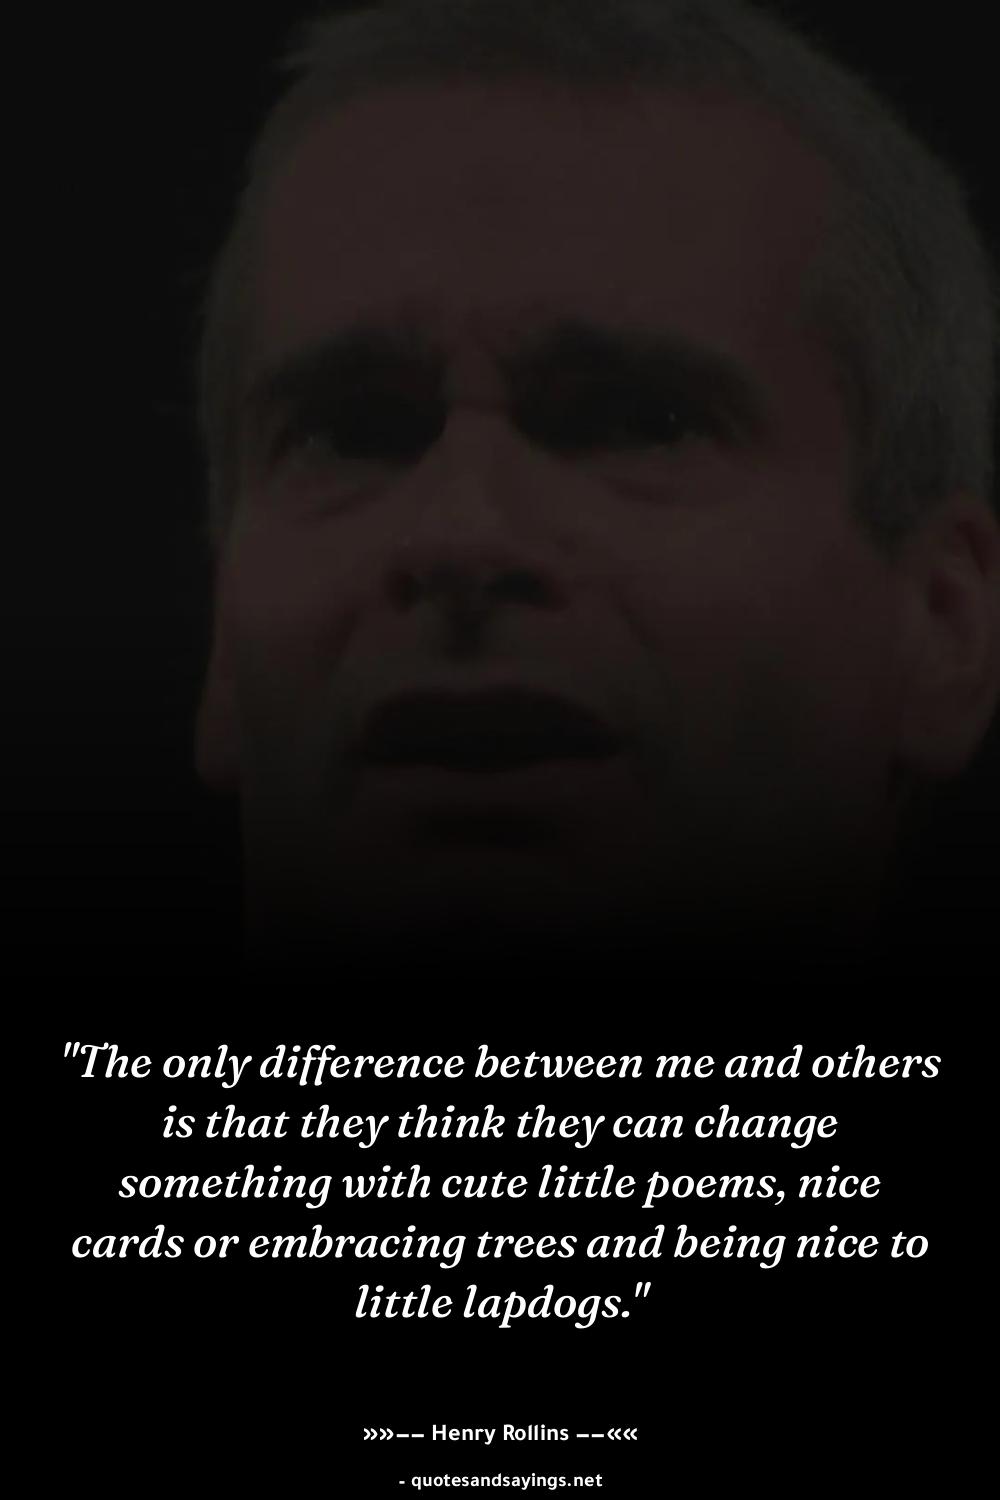 "The only difference between me and others
is that they think they can change
something with cute little poems, nice
cards or embracing trees and being nice to
little lapdogs."
»»–– Henry Rollins ––««
- quotesandsayings.net